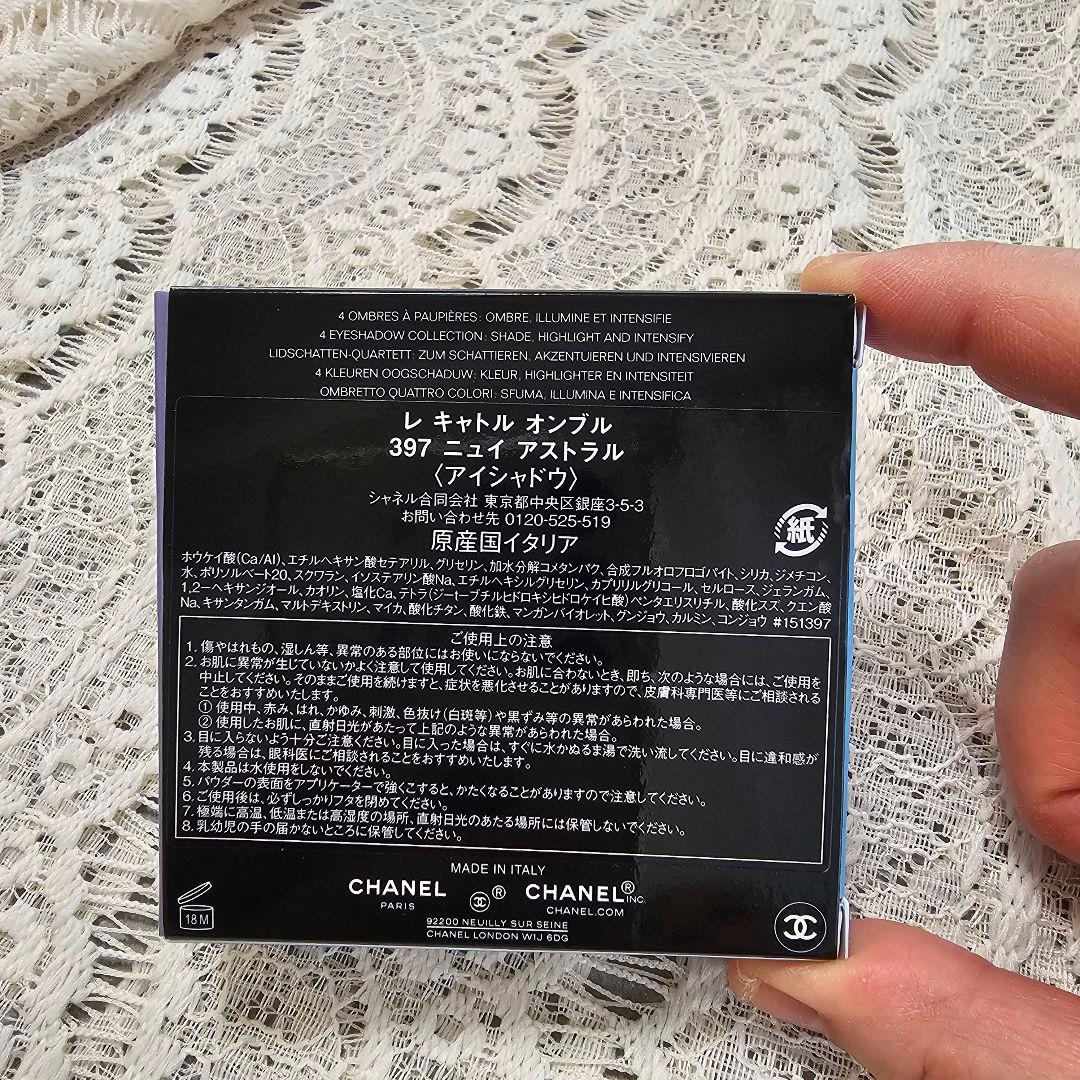 4 OMBRES À PAUPIÈRES: OMBRE, ILLUMINE ET INTENSIFIE
4 EYESHADOW COLLECTION: SHADE, HIGHLIGHT AND INTENSIFY
LIDSCHATTEN-QUARTETT: ZUM SCHATTIEREN, AKZENTUIEREN UND INTENSIVIEREN
4 KLEUREN OOGSCHADUW: KLEUR, HIGHLIGHTER EN INTENSITEIT
OMBRETTO QUATTRO COLORI: SFUMA, ILLUMINA E INTENSIFICA
レ キャトル オンブル
397 ニュイ アストラル
〈アイシャドウ〉
シャネル合同会社 東京都中央区銀座3-5-3
お問い合わせ先 0120-525-519
原産国イタリア
紙
ホウケイ酸(Ca/Al)、エチルヘキサン酸セテアリル、グリセリン、加水分解コメタンパク、合成フルオロフロゴパイト、シリカ、ジメチコン、
水、ポリソルベート20、スクワラン、イソステアリン酸Na、エチルヘキシルグリセリン、カプリリルグリコール、セルロース、ジェランガム、
1,2-ヘキサンジオール、カオリン、塩化Ca、テトラ(ジ-t-ブチルヒドロキシヒドロケイヒ酸)ペンタエリスリチル、酸化スズ、クエン酸
Na、キサンタンガム、マルトデキストリン、マイカ、酸化チタン、酸化鉄、マンガンバイオレット、グンジョウ、カルミン、コンジョウ #151397
ご使用上の注意
1. 傷やはれもの、湿しん等、異常のある部位にはお使いにならないでください。
2. お肌に異常が生じていないかよく注意して使用してください。お肌に合わないとき、即ち、次のような場合には、ご使用を
中止してください。そのままご使用を続けますと、症状を悪化させることがありますので、皮膚科専門医等にご相談される
ことをおすすめいたします。
① 使用中、赤み、はれ、かゆみ、刺激、色抜け(白斑等)や黒ずみ等の異常があらわれた場合。
② 使用したお肌に、直射日光があたって上記のような異常があらわれた場合。
3. 目に入らないよう十分ご注意ください。目に入った場合は、すぐに水かぬるま湯で洗い流してください。目に違和感が
残る場合は、眼科医にご相談されることをおすすめいたします。
4. 本製品は水使用をしないでください。
5. パウダーの表面をアプリケーターで強くこすると、かたくなることがありますので注意してください。
6. ご使用後は、必ずしっかりフタを閉めてください。
7. 極端に高温、低温または高湿度の場所、直射日光のあたる場所には保管しないでください。
8. 乳幼児の手の届かないところに保管してください。
MADE IN ITALY
CHANEL ® CHANEL® INC.
PARIS CHANEL.COM
92200 NEUILLY SUR SEINE
CHANEL LONDON W1J 6DG
18 M